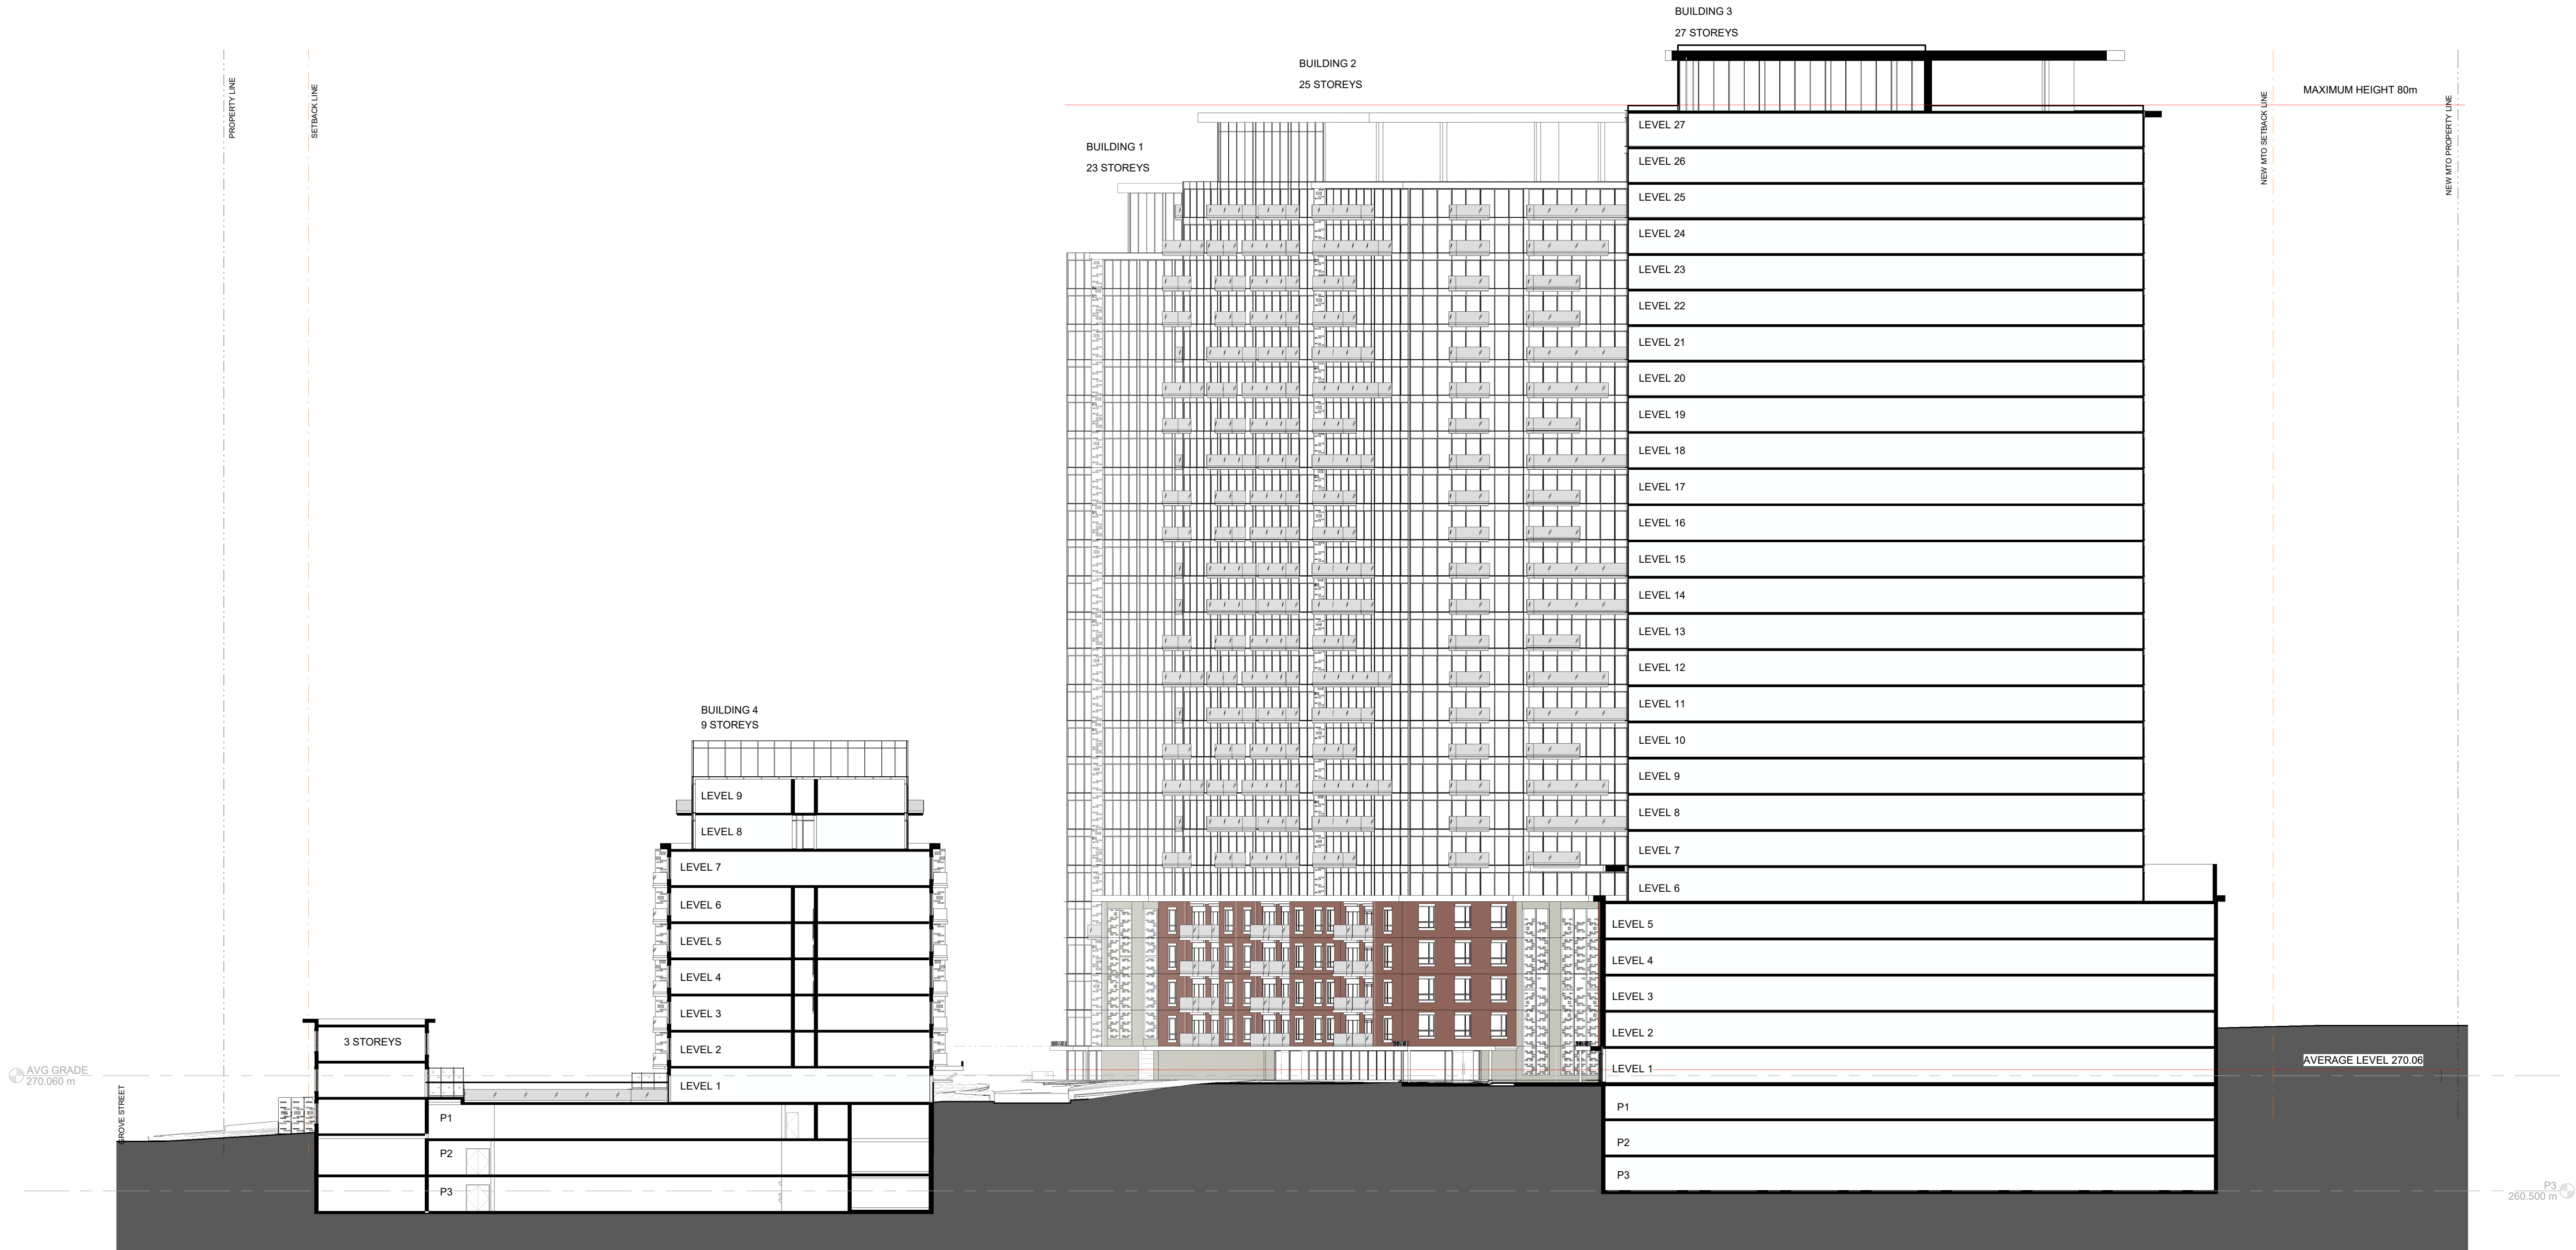 BUILDING 3
27 STOREYS
BUILDING 2
25 STOREYS
BUILDING 1
23 STOREYS
MAXIMUM HEIGHT 80m
PROPERTY LINE
SETBACK LINE
NEW MTO SETBACK LINE
NEW MTO PROPERTY LINE
LEVEL 27
LEVEL 26
LEVEL 25
LEVEL 24
LEVEL 23
LEVEL 22
LEVEL 21
LEVEL 20
LEVEL 19
LEVEL 18
LEVEL 17
LEVEL 16
LEVEL 15
LEVEL 14
LEVEL 13
LEVEL 12
LEVEL 11
LEVEL 10
LEVEL 9
LEVEL 8
LEVEL 7
LEVEL 6
LEVEL 5
LEVEL 4
LEVEL 3
LEVEL 2
LEVEL 1
P1
P2
P3
BUILDING 4
9 STOREYS
LEVEL 9
LEVEL 8
LEVEL 7
LEVEL 6
LEVEL 5
LEVEL 4
LEVEL 3
LEVEL 2
LEVEL 1
P1
P2
P3
3 STOREYS
AVG GRADE
270.060 m
GROVE STREET
AVERAGE LEVEL 270.06
P3
260.500 m